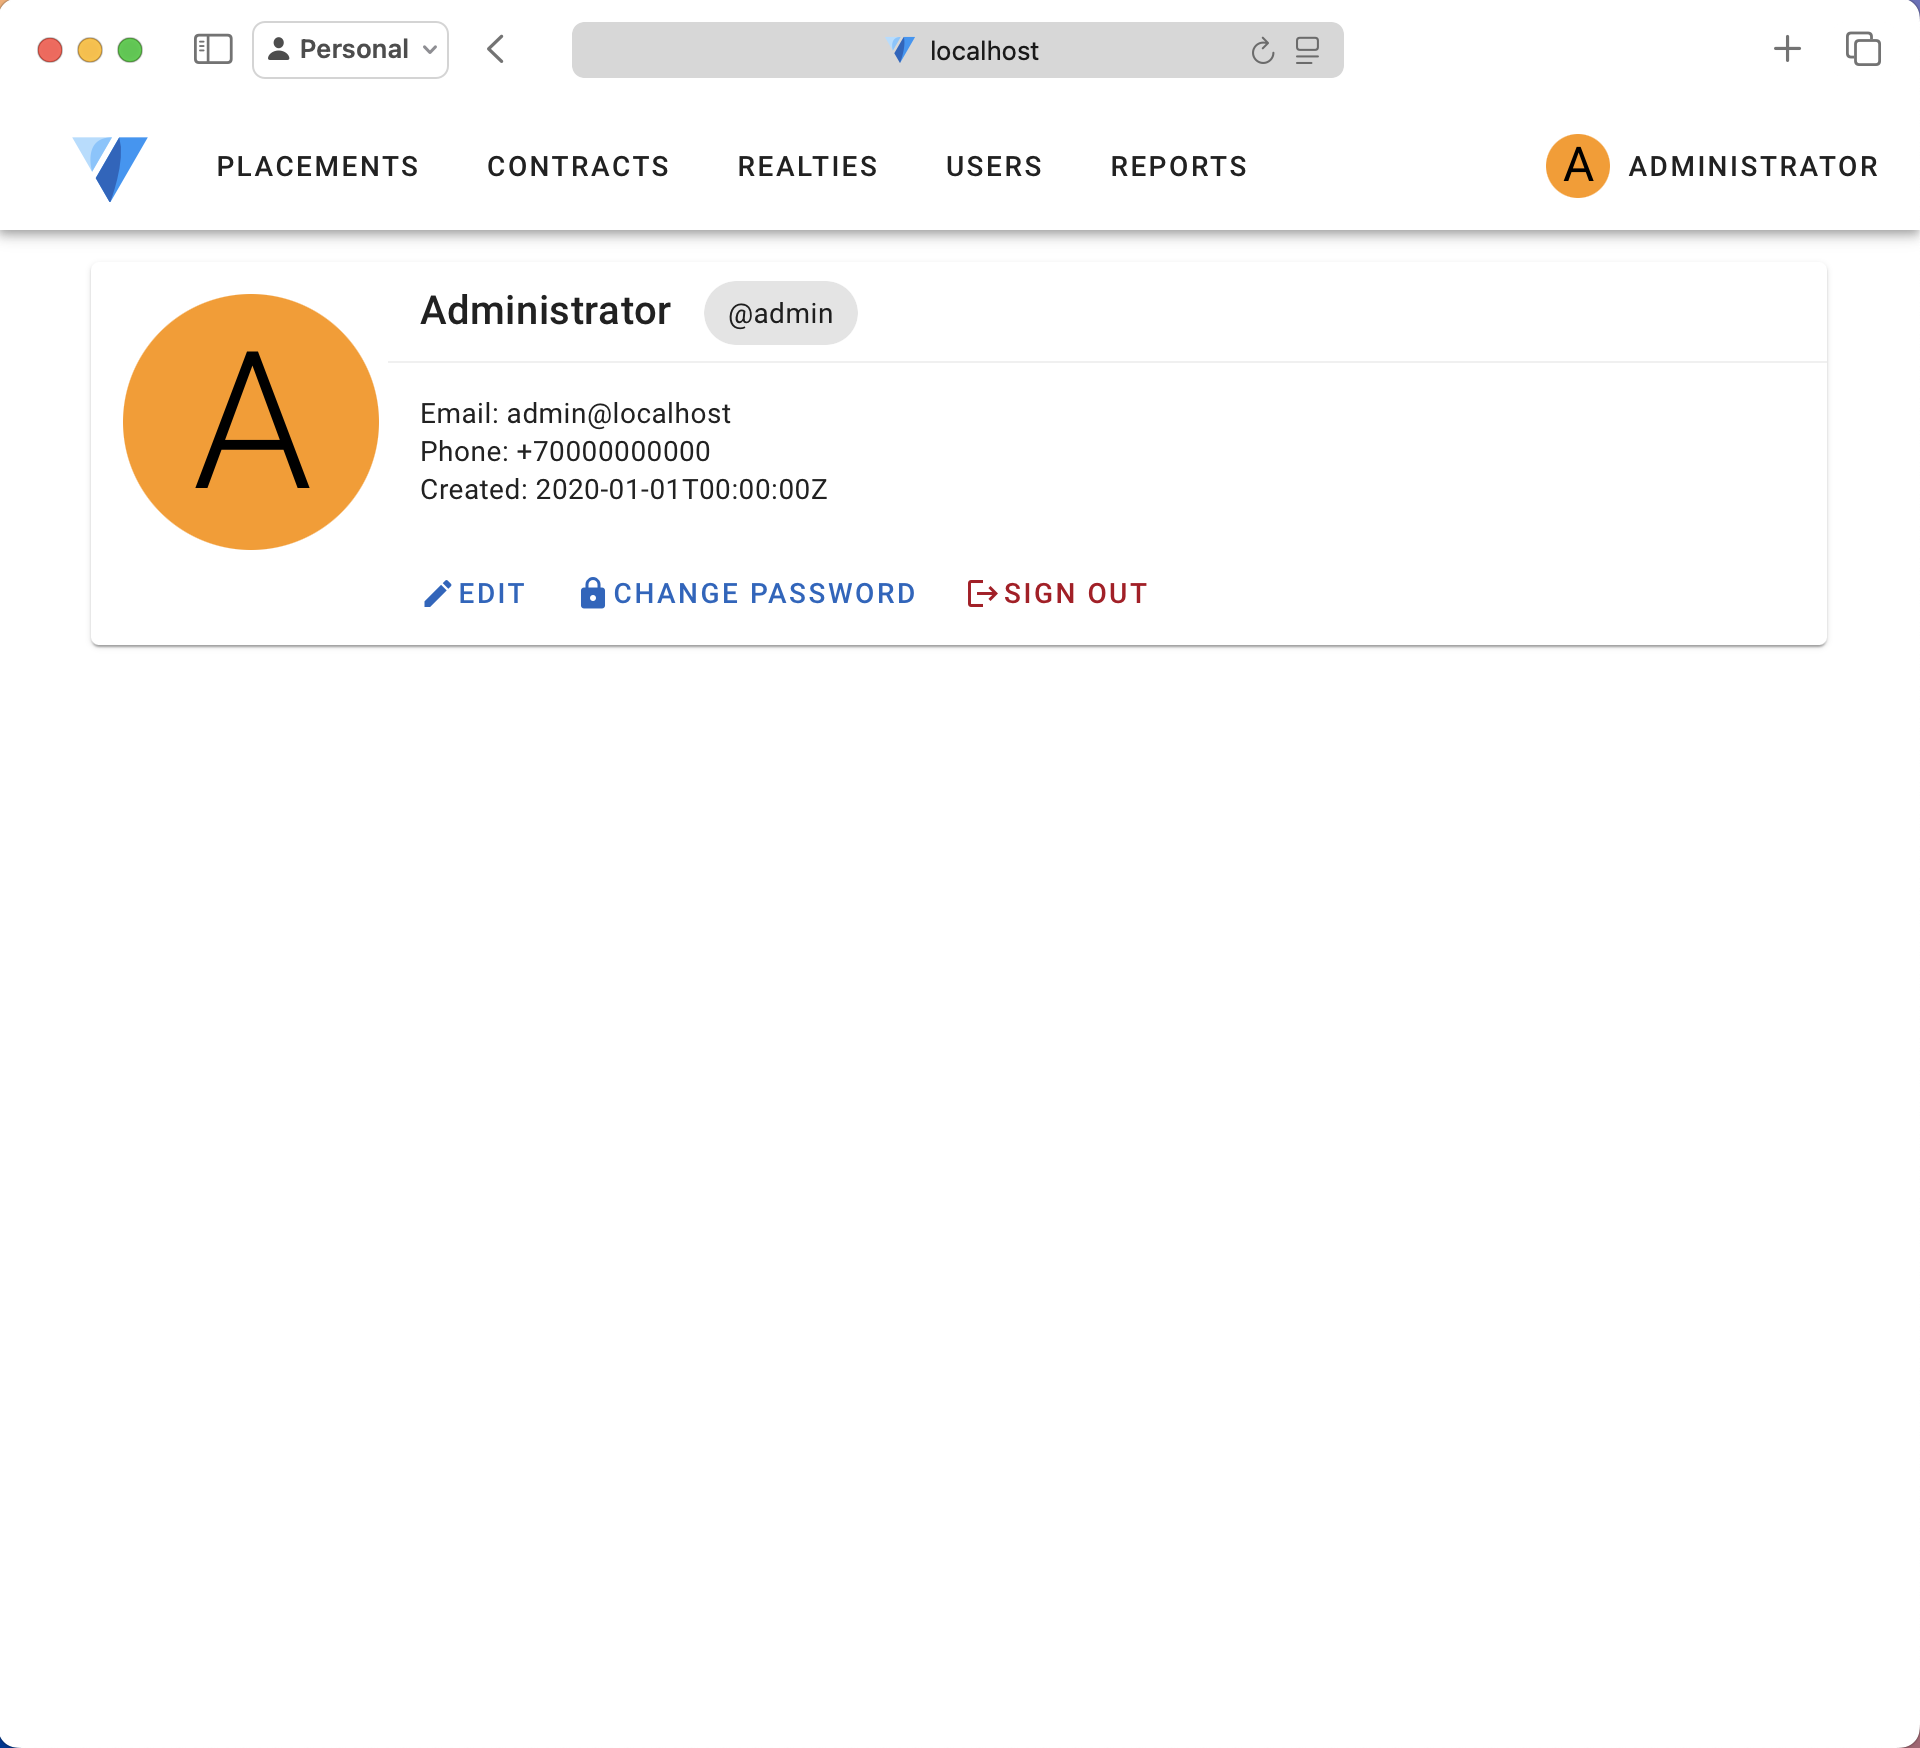 Personal
localhost
PLACEMENTS CONTRACTS REALTIES USERS REPORTS A ADMINISTRATOR
A
Administrator @admin
Email: admin@localhost
Phone: +70000000000
Created: 2020-01-01T00:00:00Z
EDIT CHANGE PASSWORD SIGN OUT